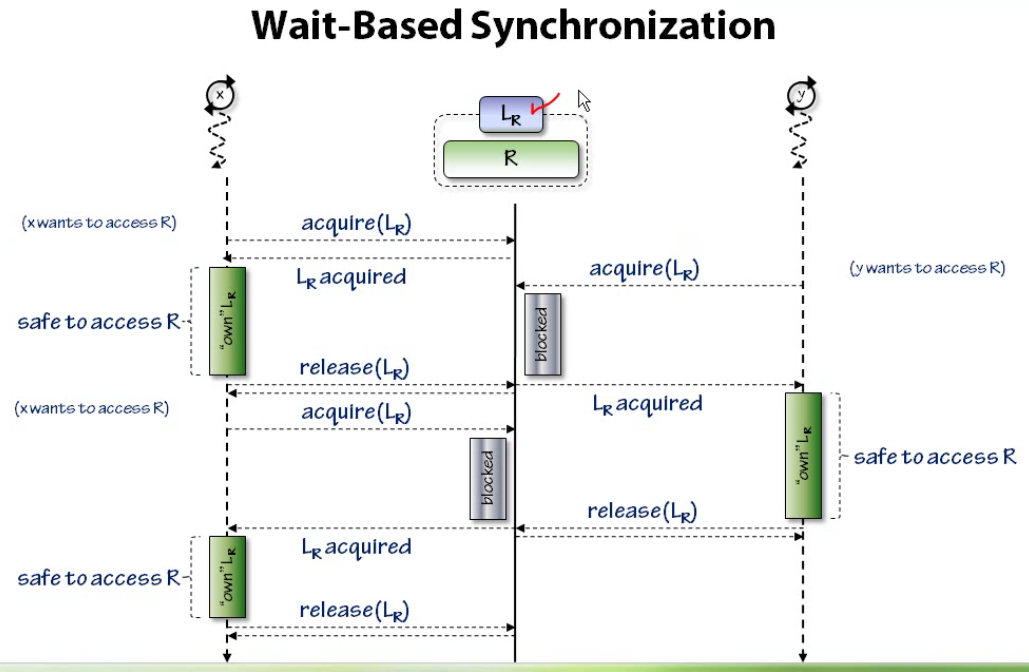 Wait-Based Synchronization
x
y
LR
R
(x wants to access R)
acquire(LR)
LR acquired
acquire(LR)
(y wants to access R)
safe to access R
"own" LR
blocked
release(LR)
(x wants to access R)
acquire(LR)
LR acquired
blocked
"own" LR
safe to access R
release(LR)
LR acquired
safe to access R
"own" LR
release(LR)